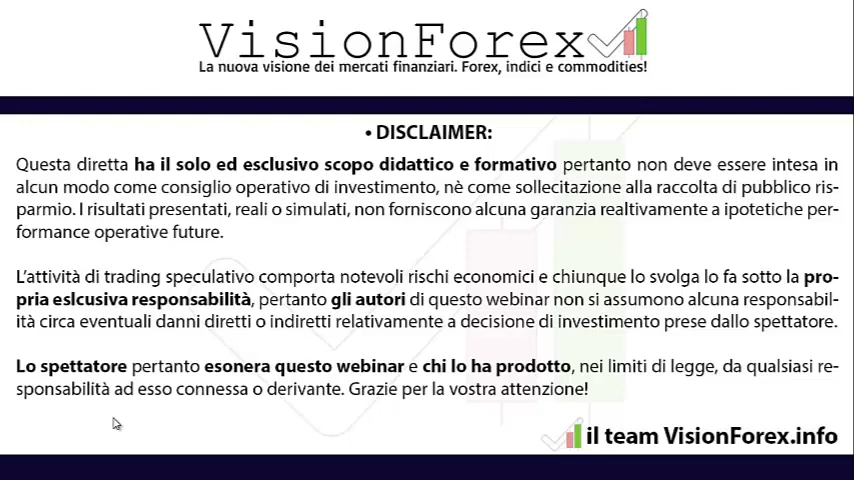 VisionForex
La nuova visione dei mercati finanziari. Forex, indici e commodities!
• DISCLAIMER:
Questa diretta ha il solo ed esclusivo scopo didattico e formativo pertanto non deve essere intesa in
alcun modo come consiglio operativo di investimento, nè come sollecitazione alla raccolta di pubblico ris-
parmio. I risultati presentati, reali o simulati, non forniscono alcuna garanzia realtivamente a ipotetiche per-
formance operative future.
L'attività di trading speculativo comporta notevoli rischi economici e chiunque lo svolga lo fa sotto la pro-
pria eslcusiva responsabilità, pertanto gli autori di questo webinar non si assumono alcuna responsabil-
ità circa eventuali danni diretti o indiretti relativamente a decisione di investimento prese dallo spettatore.
Lo spettatore pertanto esonera questo webinar e chi lo ha prodotto, nei limiti di legge, da qualsiasi re-
sponsabilità ad esso connessa o derivante. Grazie per la vostra attenzione!
il team VisionForex.info